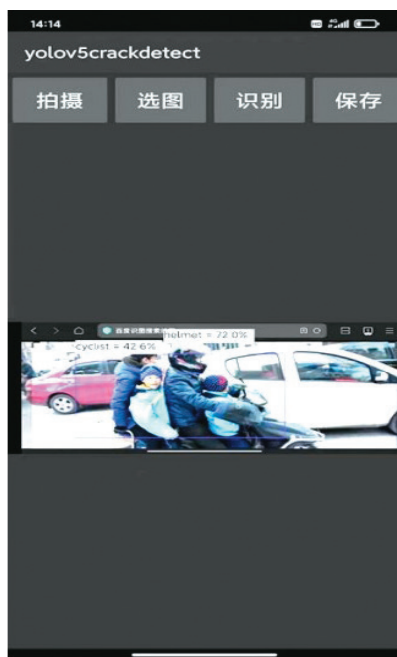 14:14
yolov5crackdetect
拍摄 选图 识别 保存
helmet = 72.0%
cyclist = 42.6%